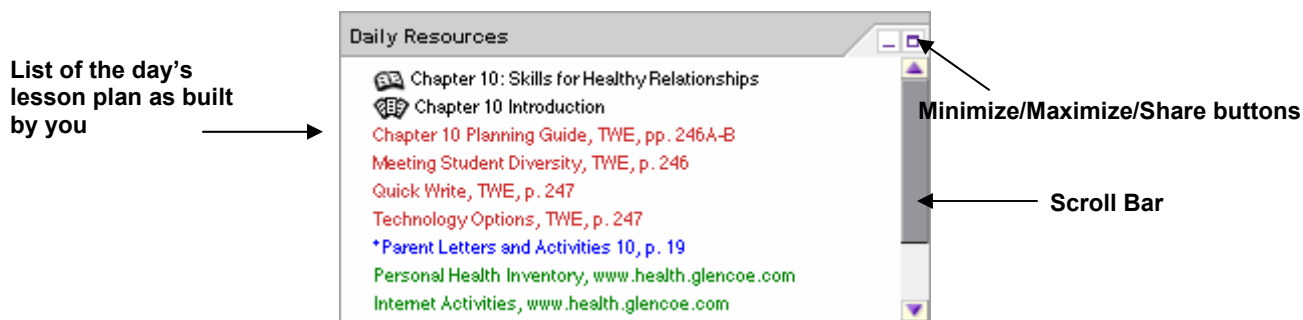 Daily Resources
List of the day's
lesson plan as built
by you
Chapter 10: Skills for Healthy Relationships
Chapter 10 Introduction
Chapter 10 Planning Guide, TWE, pp. 246A-B
Meeting Student Diversity, TWE, p. 246
Quick Write, TWE, p. 247
Technology Options, TWE, p. 247
*Parent Letters and Activities 10, p. 19
Personal Health Inventory, www.health.glencoe.com
Internet Activities, www.health.glencoe.com
Minimize/Maximize/Share buttons
Scroll Bar